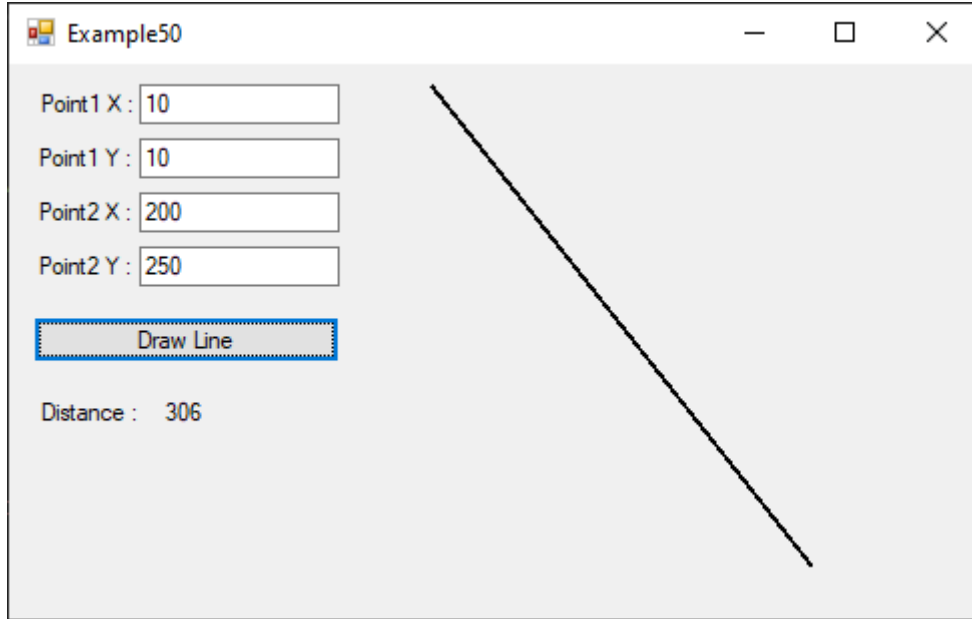 Example50
Point1 X : 10
Point1 Y : 10
Point2 X : 200
Point2 Y : 250
Draw Line
Distance : 306